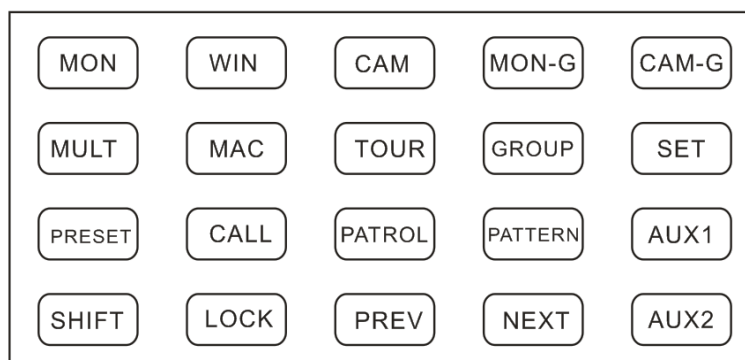 MON WIN CAM MON-G CAM-G
MULT MAC TOUR GROUP SET
PRESET CALL PATROL PATTERN AUX1
SHIFT LOCK PREV NEXT AUX2